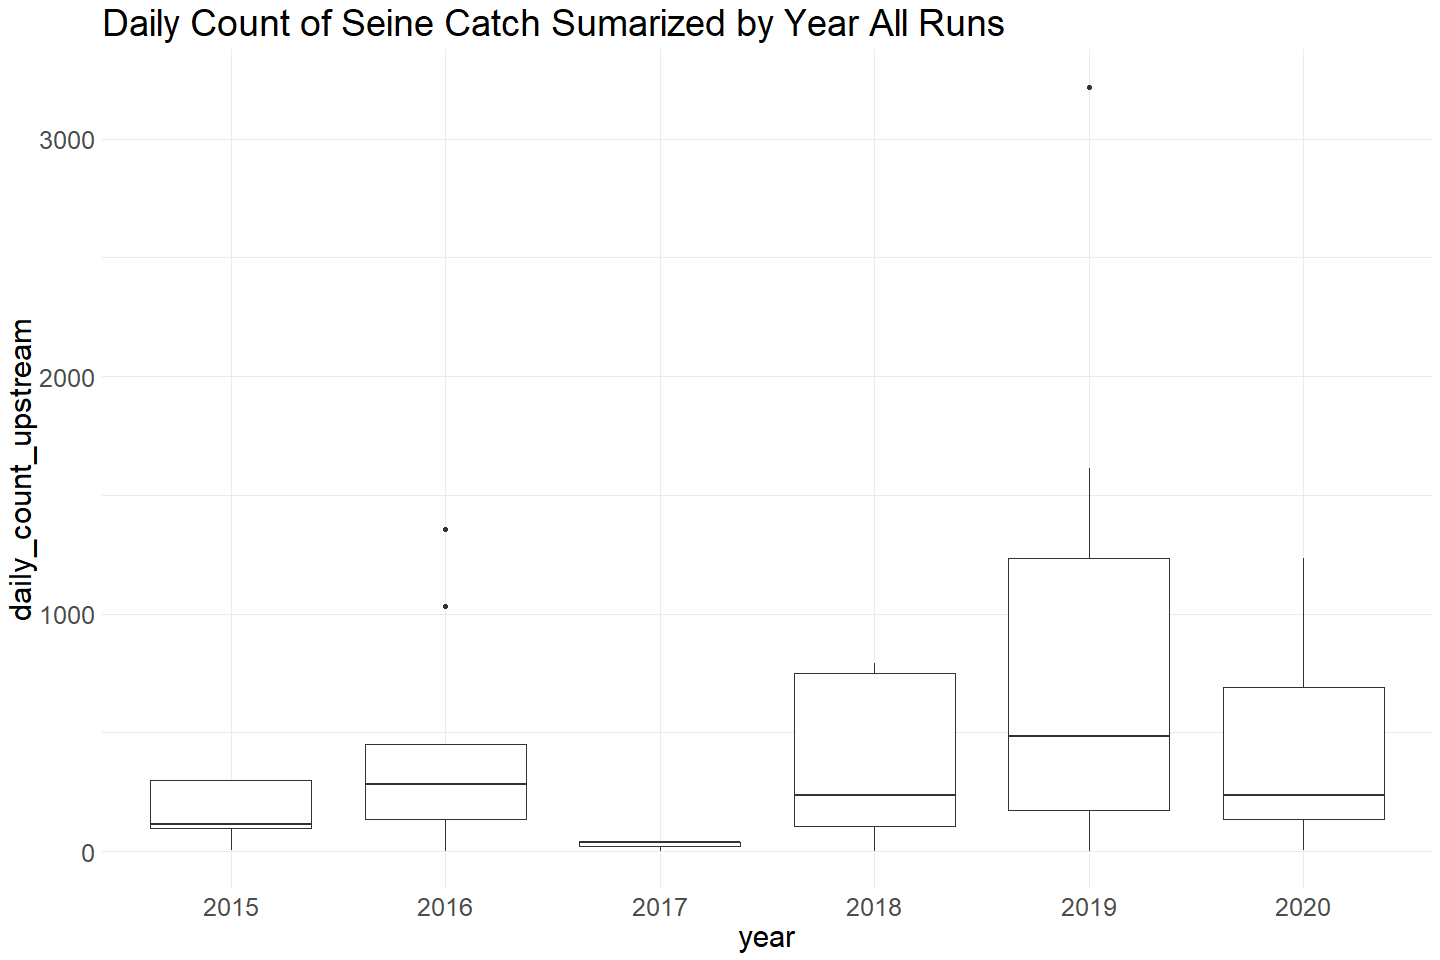 Daily Count of Seine Catch Sumarized by Year All Runs
daily_count_upstream
3000
2000
1000
0
2015 2016 2017 2018 2019 2020
year